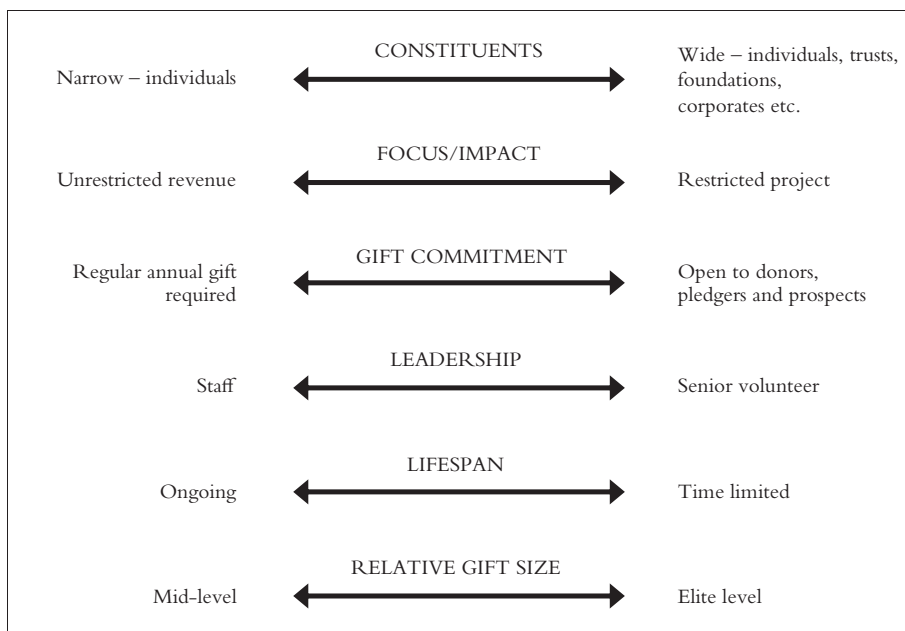 CONSTITUENTS
Narrow – individuals
Wide – individuals, trusts,
foundations,
corporates etc.
FOCUS/IMPACT
Unrestricted revenue
Restricted project
GIFT COMMITMENT
Regular annual gift
required
Open to donors,
pledgers and prospects
LEADERSHIP
Staff
Senior volunteer
LIFESPAN
Ongoing
Time limited
RELATIVE GIFT SIZE
Mid-level
Elite level